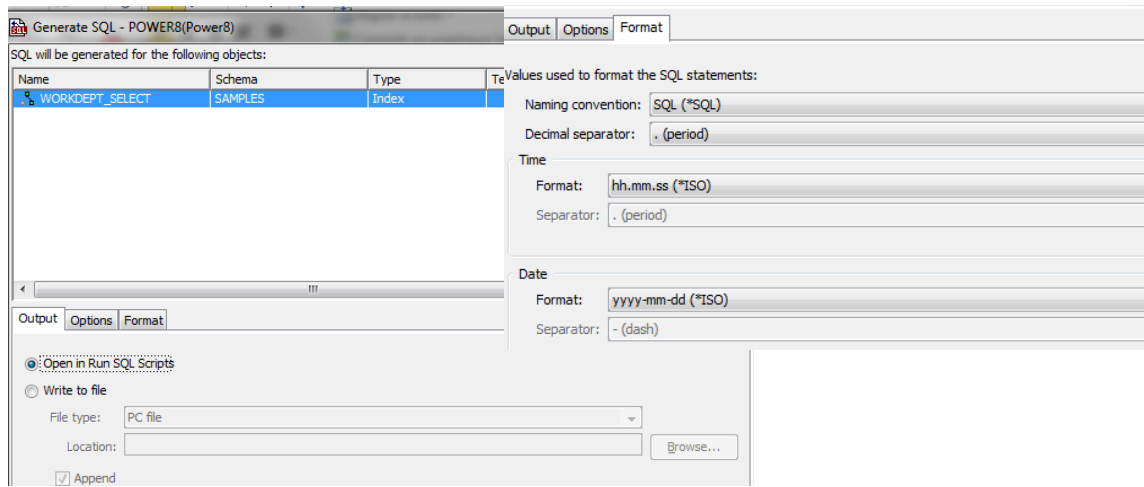 Generate SQL - POWER8(Power8)
SQL will be generated for the following objects:
Name Schema Type Te
WORKDEPT_SELECT SAMPLES Index
Output Options Format
Open in Run SQL Scripts
Write to file
File type: PC file
Location: Browse...
Append
Output Options Format
Values used to format the SQL statements:
Naming convention: SQL (*SQL)
Decimal separator: . (period)
Time
Format: hh.mm.ss (*ISO)
Separator: . (period)
Date
Format: yyyy-mm-dd (*ISO)
Separator: - (dash)